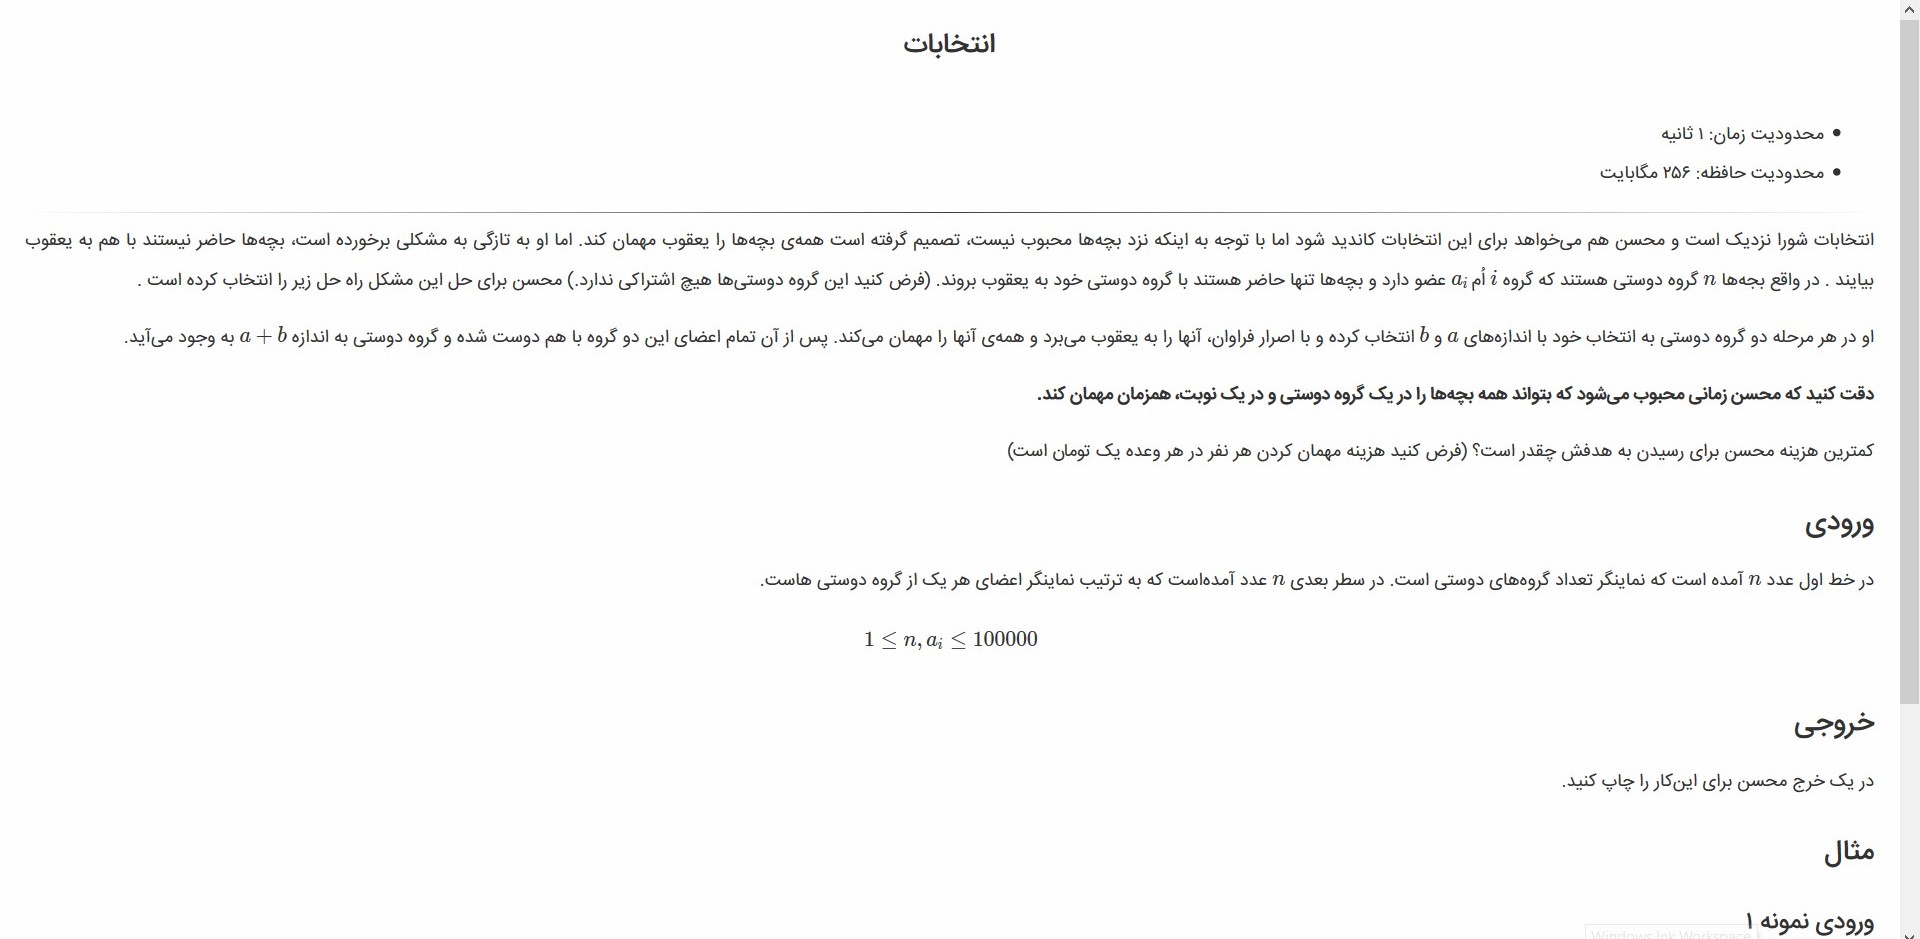 انتخابات
محدودیت زمان: ۱ ثانیه
محدودیت حافظه: ۲۵۶ مگابایت
انتخابات شورا نزدیک است و محسن هم می‌خواهد برای این انتخابات کاندید شود اما با توجه به اینکه نزد بچه‌ها محبوب نیست، تصمیم گرفته است همه‌ی بچه‌ها را یعقوب مهمان کند. اما او به تازگی به مشکلی برخورده است، بچه‌ها حاضر نیستند با هم به یعقوب
بیایند . در واقع بچه‌ها n گروه دوستی هستند که گروه i اُم a_i عضو دارد و بچه‌ها تنها حاضر هستند با گروه دوستی خود به یعقوب بروند. (فرض کنید این گروه دوستی‌ها هیچ اشتراکی ندارد.) محسن برای حل این مشکل راه حل زیر را انتخاب کرده است .
او در هر مرحله دو گروه دوستی به انتخاب خود با اندازه‌های a و b انتخاب کرده و با اصرار فراوان، آنها را به یعقوب می‌برد و همه‌ی آنها را مهمان می‌کند. پس از آن تمام اعضای این دو گروه با هم دوست شده و گروه دوستی به اندازه a + b به وجود می‌آید.
دقت کنید که محسن زمانی محبوب می‌شود که بتواند همه بچه‌ها را در یک گروه دوستی و در یک نوبت، همزمان مهمان کند.
کمترین هزینه محسن برای رسیدن به هدفش چقدر است؟ (فرض کنید هزینه مهمان کردن هر نفر در هر وعده یک تومان است)
ورودی
در خط اول عدد n آمده است که نماینگر تعداد گروه‌های دوستی است. در سطر بعدی n عدد آمده‌است که به ترتیب نماینگر اعضای هر یک از گروه دوستی هاست.
1 ≤ n, a_i ≤ 100000
خروجی
در یک خرج محسن برای این‌کار را چاپ کنید.
مثال
ورودی نمونه ۱
Windows Ink Workspace